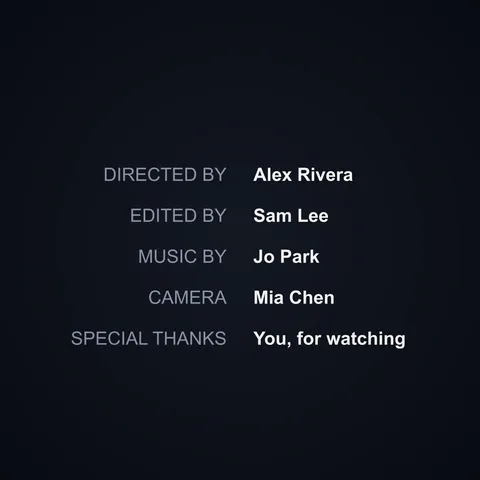 DIRECTED BY Alex Rivera
EDITED BY Sam Lee
MUSIC BY Jo Park
CAMERA Mia Chen
SPECIAL THANKS You, for watching